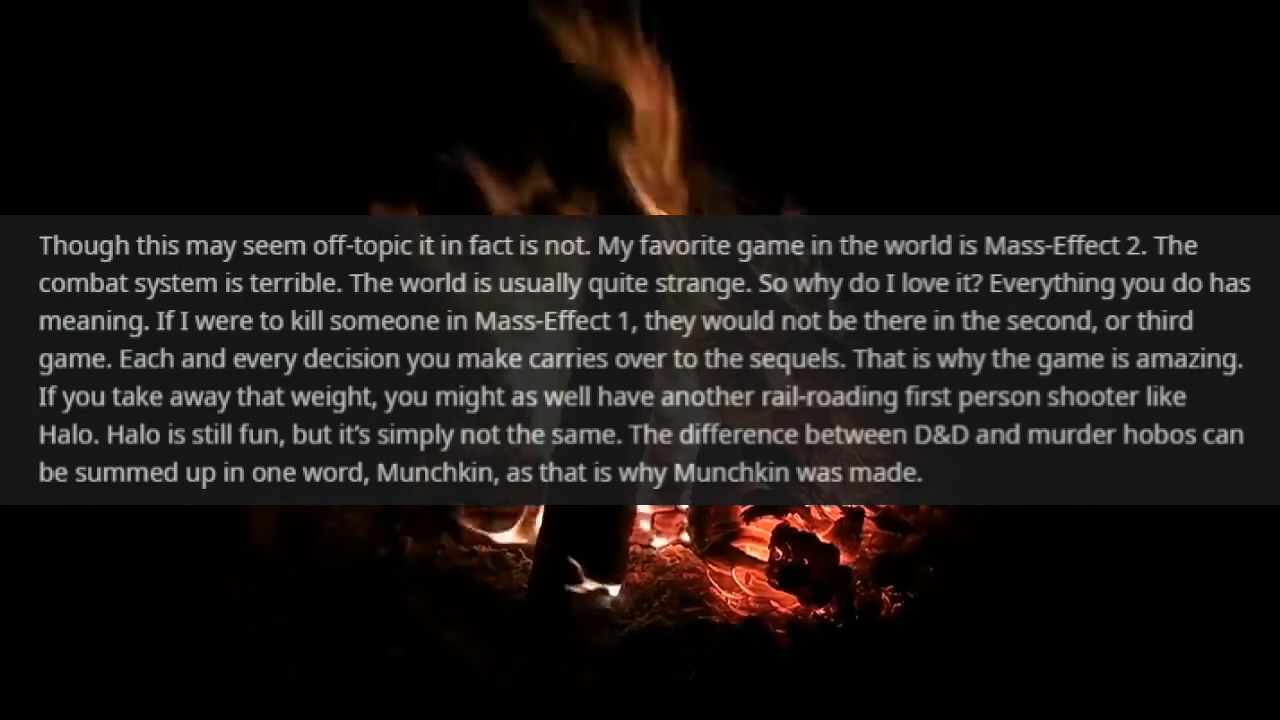 Though this may seem off-topic it in fact is not. My favorite game in the world is Mass-Effect 2. The
combat system is terrible. The world is usually quite strange. So why do I love it? Everything you do has
meaning. If I were to kill someone in Mass-Effect 1, they would not be there in the second, or third
game. Each and every decision you make carries over to the sequels. That is why the game is amazing.
If you take away that weight, you might as well have another rail-roading first person shooter like
Halo. Halo is still fun, but it’s simply not the same. The difference between D&D and murder hobos can
be summed up in one word, Munchkin, as that is why Munchkin was made.